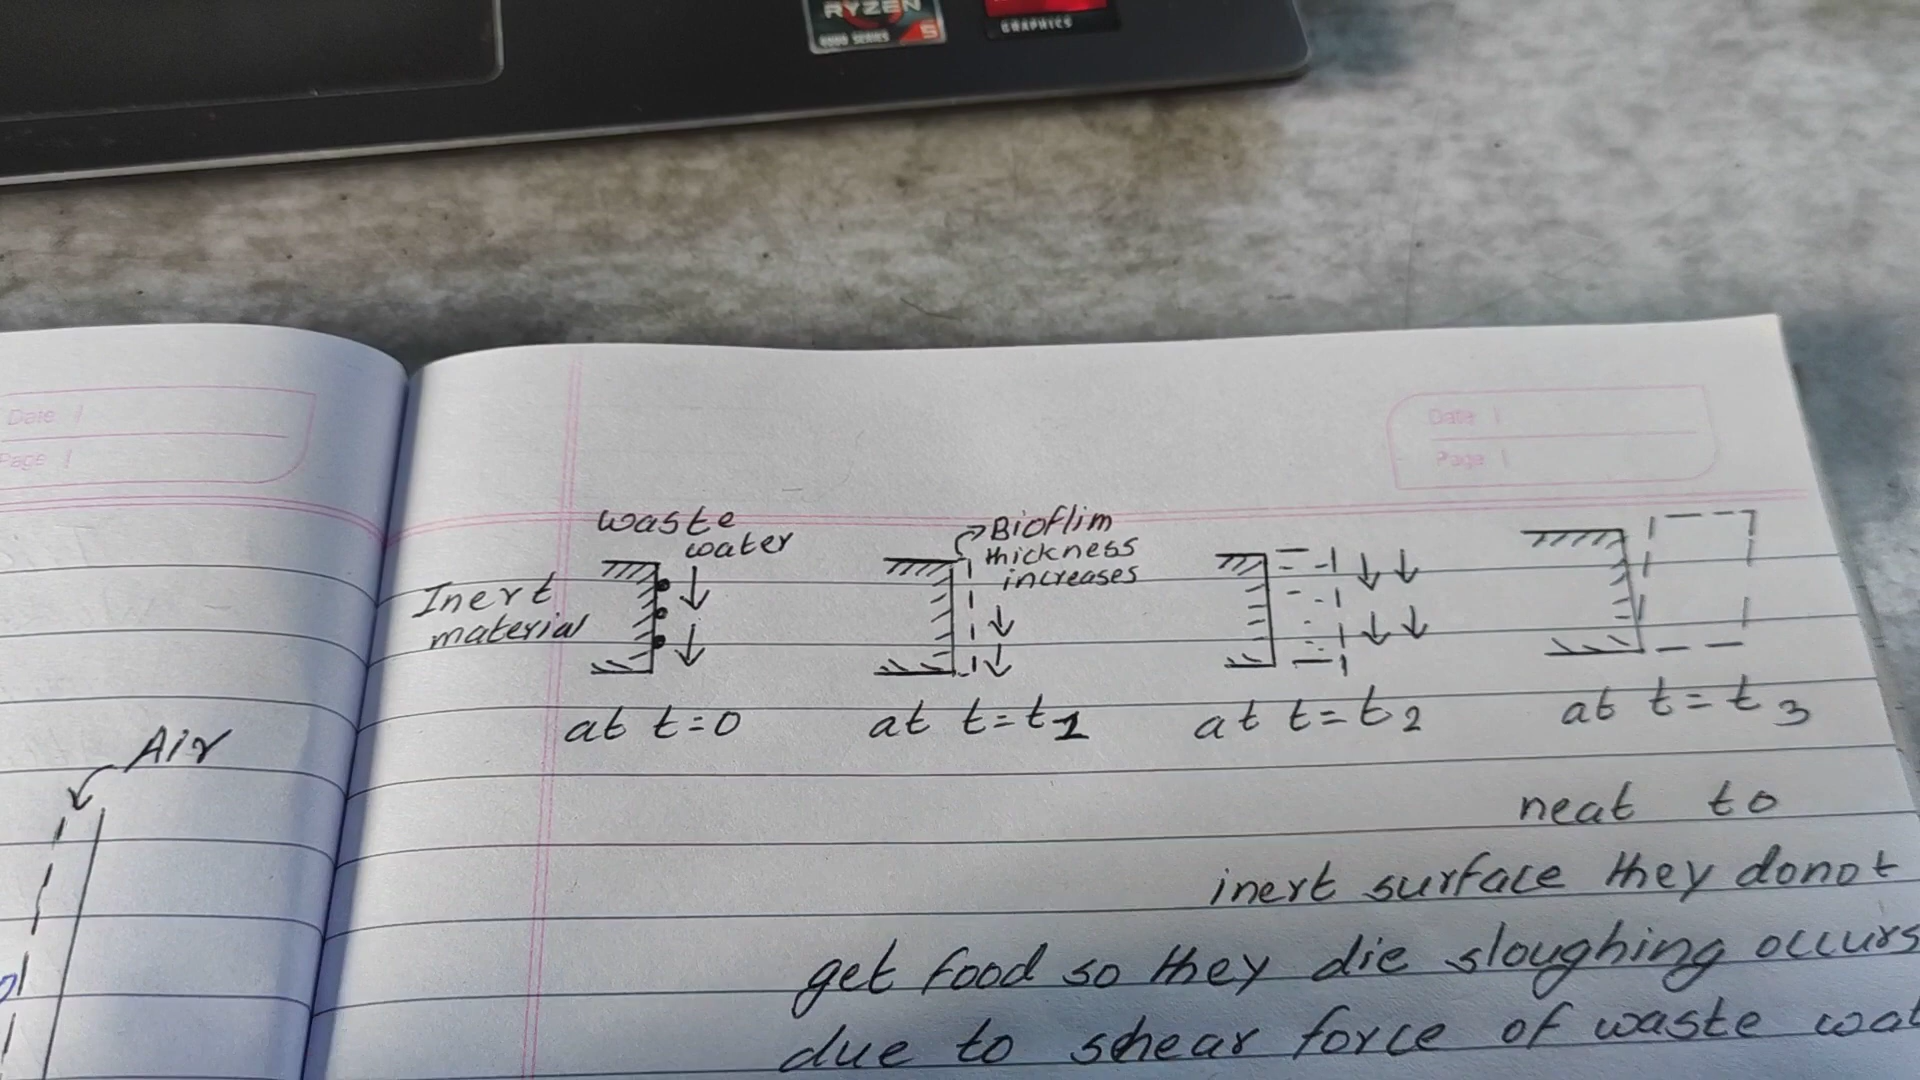 RYZEN
5
GRAPHICS
Date
Page
Date
Page
waste
water
Inert
material
at t=0
Bioflim
thickness
increases
at t=t1
at t=t2
at t=t3
Air
neat to
inert surface they donot
get food so they die sloughing occurs
due to shear force of waste wat